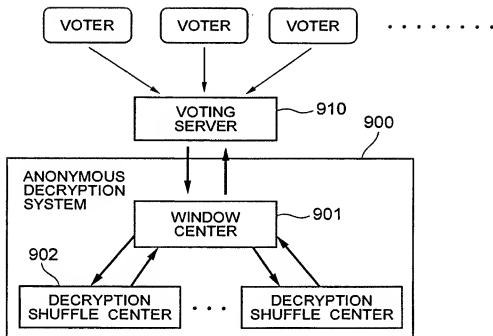 VOTER VOTER VOTER . . . . . . . . .
VOTING
SERVER
910
900
ANONYMOUS
DECRYPTION
SYSTEM
WINDOW
CENTER
901
902
DECRYPTION
SHUFFLE CENTER
. . .
DECRYPTION
SHUFFLE CENTER